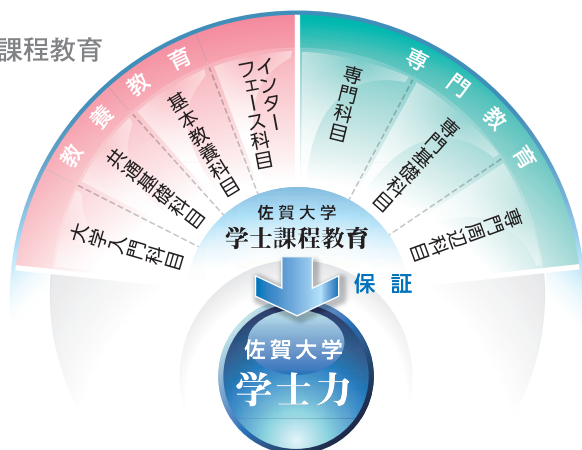 課程教育
教養教育
大学入門科目
共通基礎科目
基本教養科目
インター
フェース科目
専門教育
専門科目
専門基礎科目
専門周辺科目
佐賀大学
学士課程教育
保証
佐賀大学
学士力